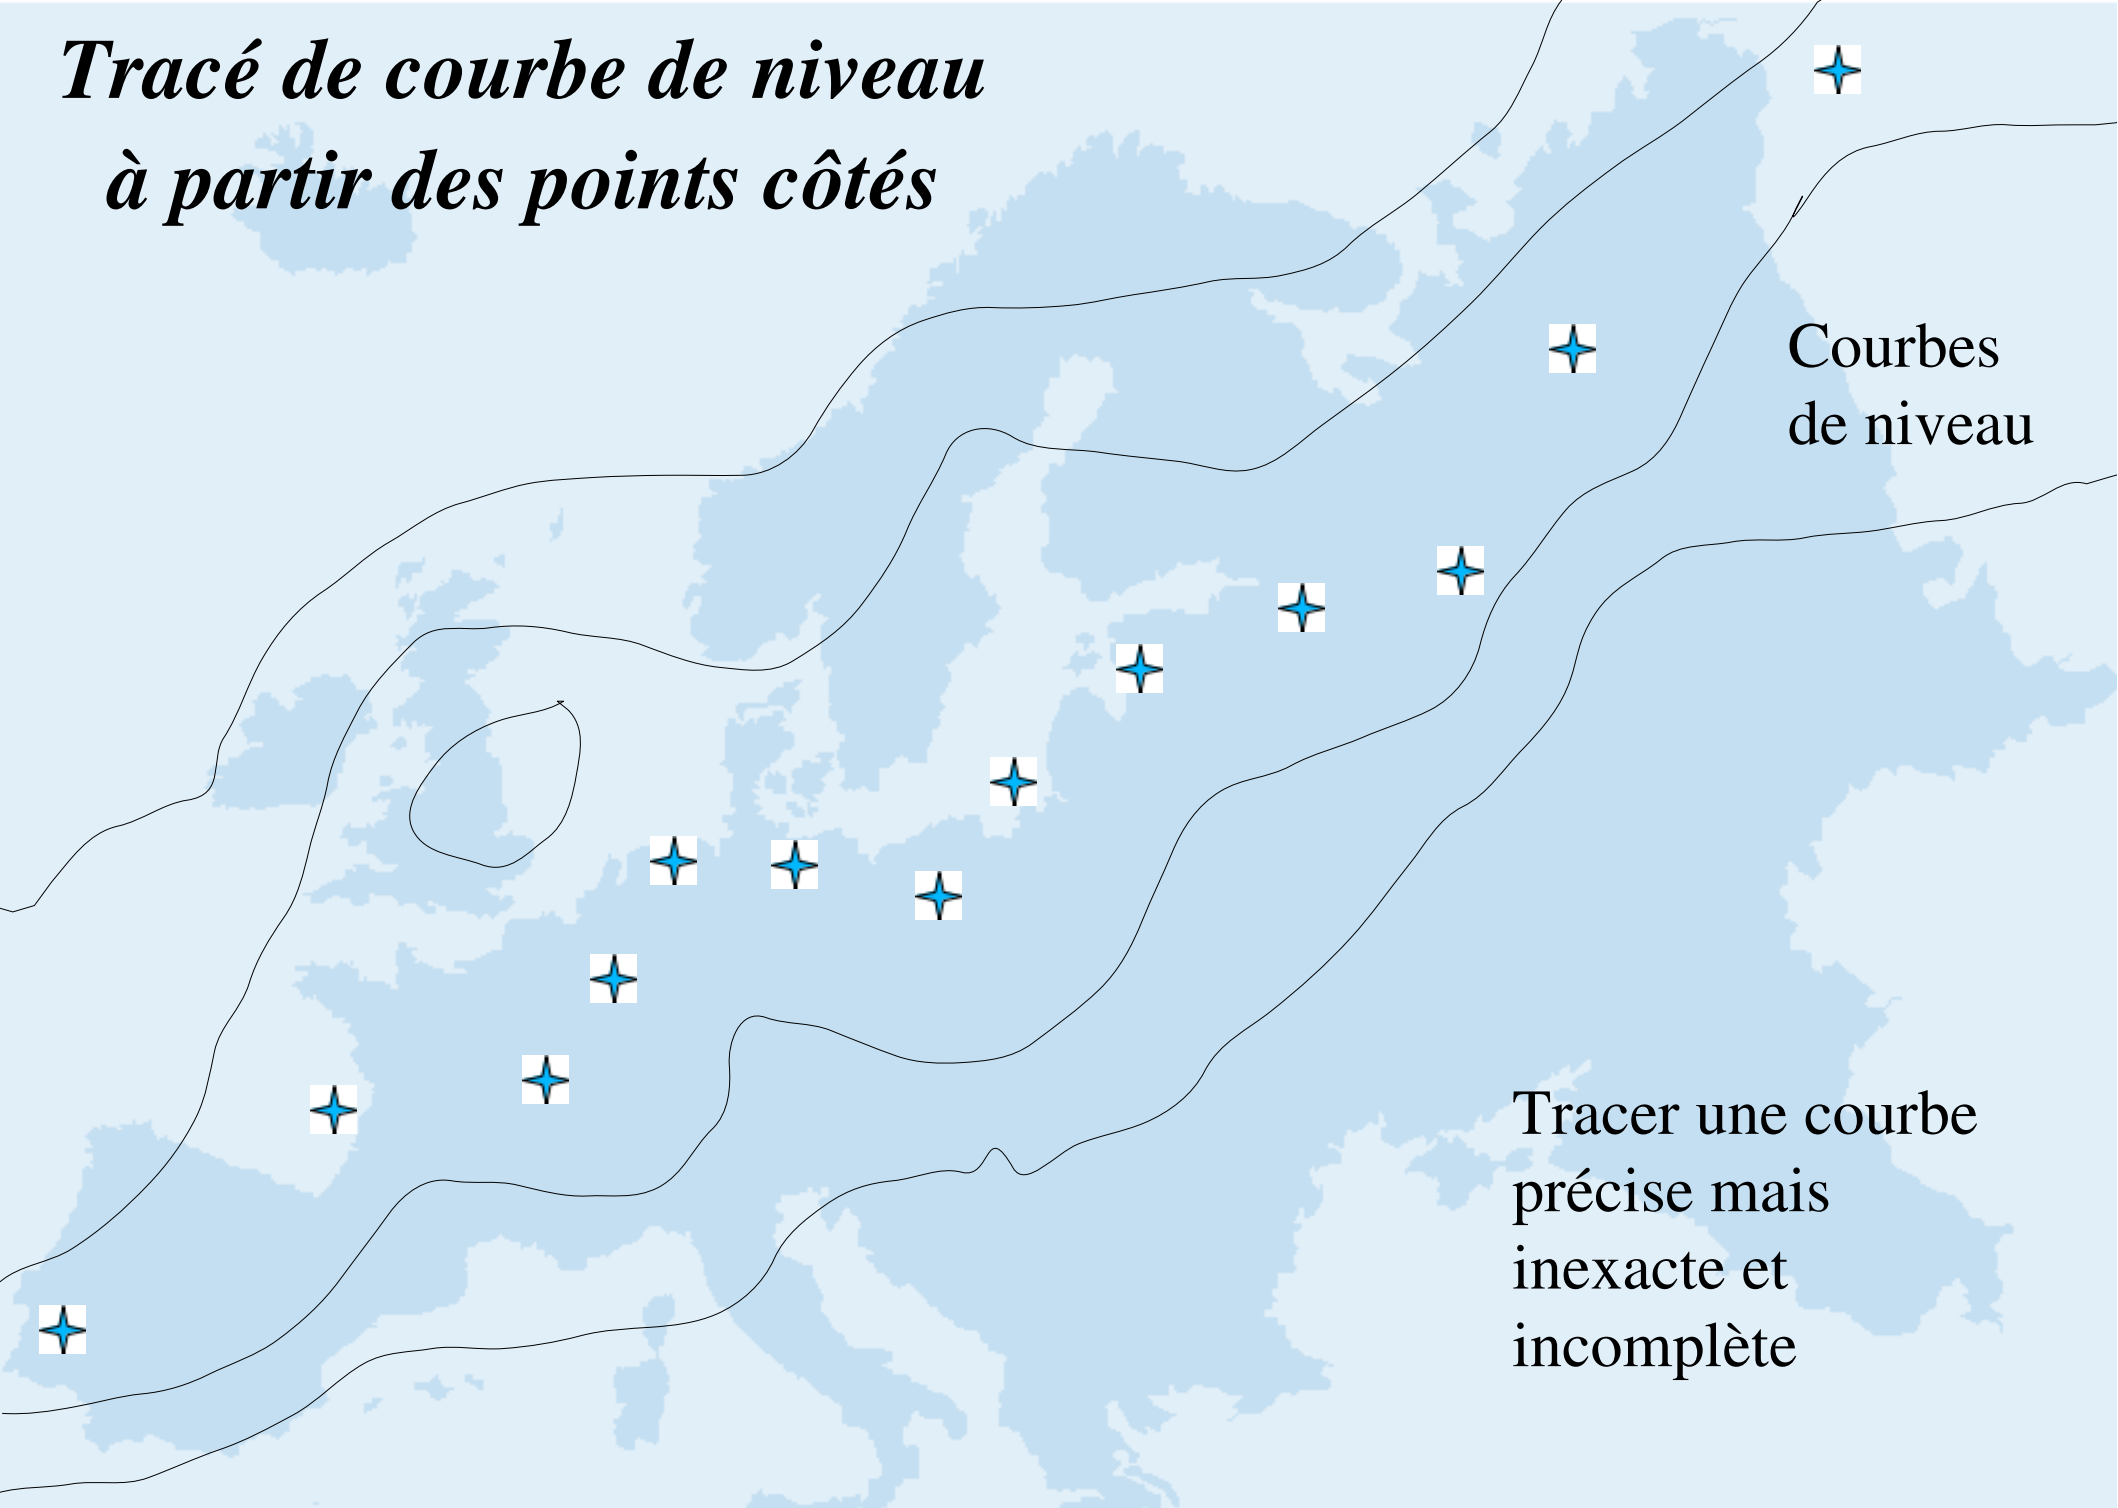 Tracé de courbe de niveau
à partir des points côtés
Courbes
de niveau
Tracer une courbe
précise mais
inexacte et
incomplète